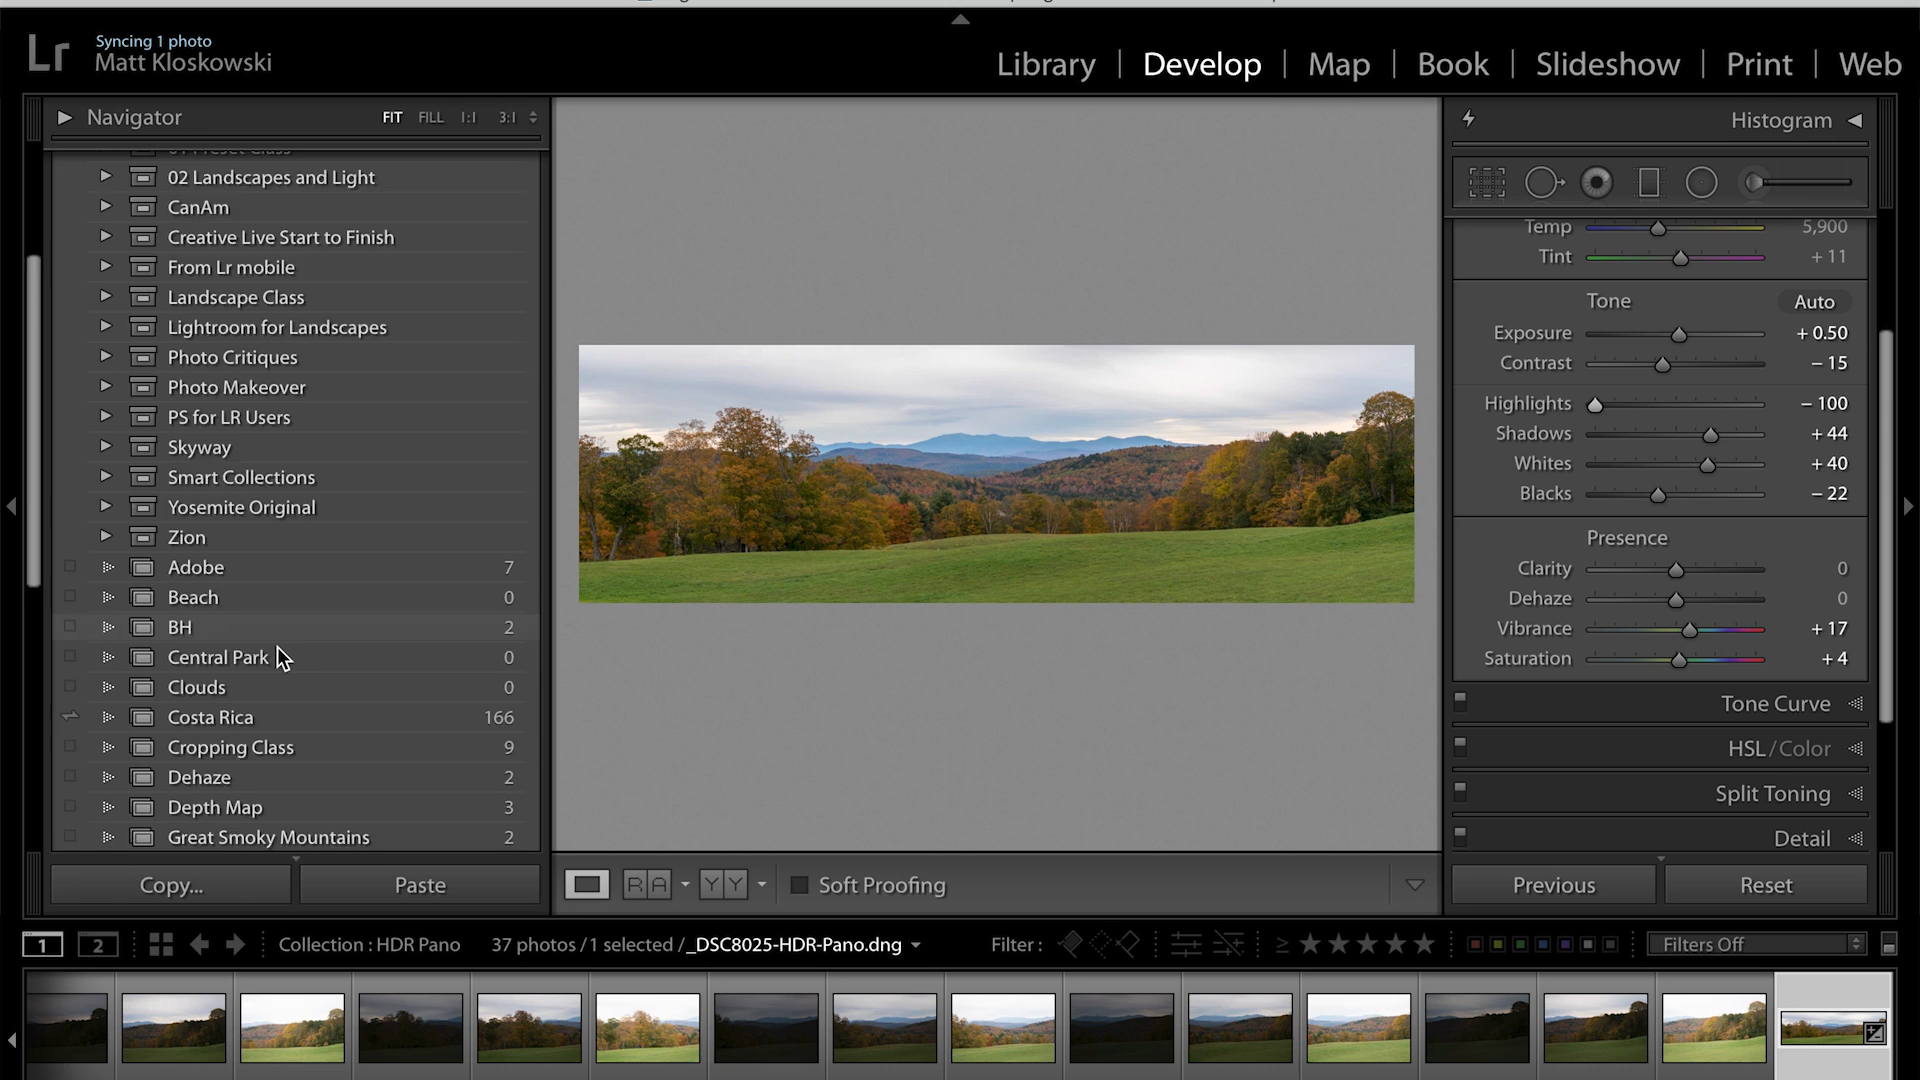 Lr
Syncing 1 photo
Matt Kloskowski
Library | Develop | Map | Book | Slideshow | Print | Web
Navigator
FIT FILL 1:1 3:1
02 Landscapes and Light
CanAm
Creative Live Start to Finish
From Lr mobile
Landscape Class
Lightroom for Landscapes
Photo Critiques
Photo Makeover
PS for LR Users
Skyway
Smart Collections
Yosemite Original
Zion
Adobe 7
Beach 0
BH 2
Central Park 0
Clouds 0
Costa Rica 166
Cropping Class 9
Dehaze 2
Depth Map 3
Great Smoky Mountains 2
Copy... Paste
RA YY Soft Proofing
Histogram
Temp 5,900
Tint + 11
Tone Auto
Exposure + 0.50
Contrast – 15
Highlights – 100
Shadows + 44
Whites + 40
Blacks – 22
Presence
Clarity 0
Dehaze 0
Vibrance + 17
Saturation + 4
Tone Curve
HSL / Color
Split Toning
Detail
Previous Reset
1 2 Collection : HDR Pano 37 photos / 1 selected / _DSC8025-HDR-Pano.dng Filter : ≥ ★★★★★ Filters Off